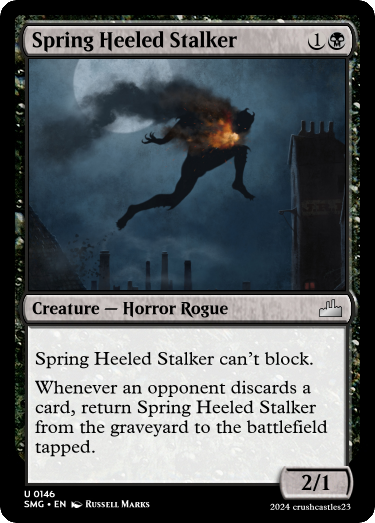 Spring Heeled Stalker 1
Creature — Horror Rogue
Spring Heeled Stalker can't block.
Whenever an opponent discards a
card, return Spring Heeled Stalker
from the graveyard to the battlefield
tapped.
2/1
U 0146
SMG • EN Russell Marks
2024 crushcastles23